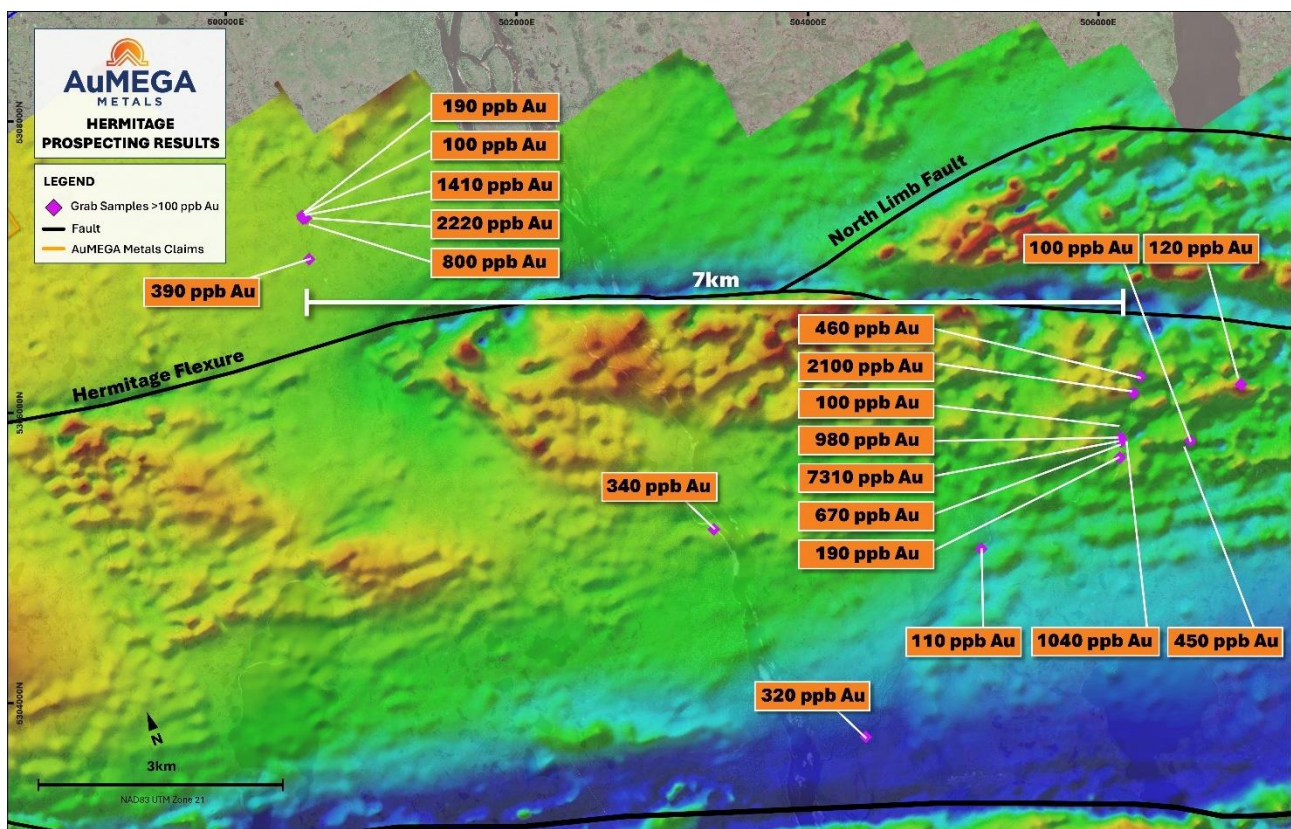 500000E
502000E
504000E
506000E
5308000N
5306000N
5304000N
AuMEGA
METALS
HERMITAGE
PROSPECTING RESULTS
LEGEND
Grab Samples >100 ppb Au
Fault
AuMEGA Metals Claims
190 ppb Au
100 ppb Au
1410 ppb Au
2220 ppb Au
800 ppb Au
390 ppb Au
North Limb Fault
100 ppb Au
120 ppb Au
7km
Hermitage Flexure
460 ppb Au
2100 ppb Au
100 ppb Au
980 ppb Au
7310 ppb Au
670 ppb Au
190 ppb Au
340 ppb Au
110 ppb Au
1040 ppb Au
450 ppb Au
320 ppb Au
N
3km
NAD83 UTM Zone 21